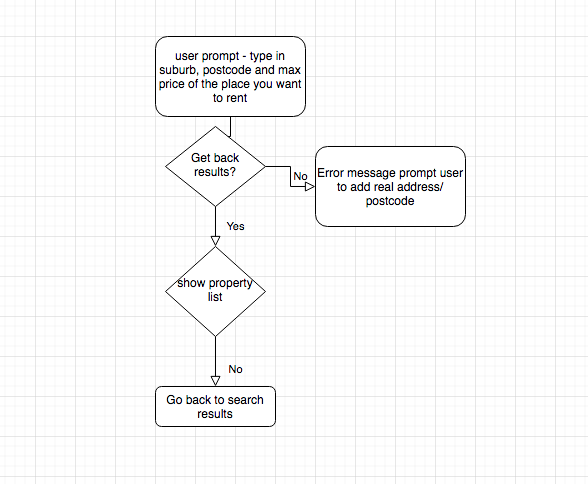 user prompt - type in
suburb, postcode and max
price of the place you want
to rent
Get back
results?
No
Error message prompt user
to add real address/
postcode
Yes
show property
list
No
Go back to search
results